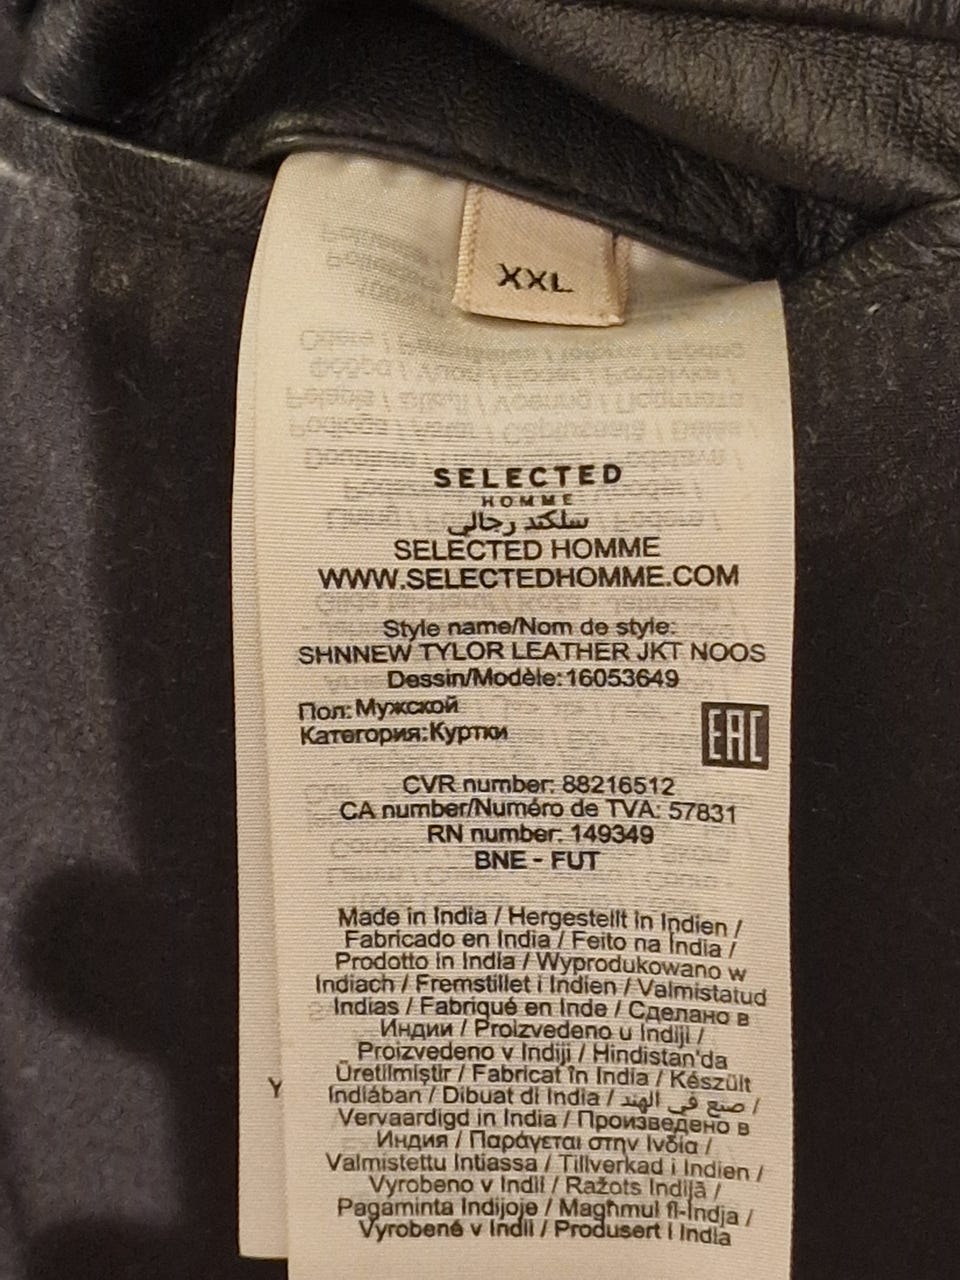 XXL
SELECTED
HOMME
سلكتد رجالي
SELECTED HOMME
WWW.SELECTEDHOMME.COM
Style name/Nom de style:
SHNNEW TYLOR LEATHER JKT NOOS
Dessin/Modèle:16053649
Пол:Мужской
Категория:Куртки
EAC
CVR number: 88216512
CA number/Numéro de TVA: 57831
RN number: 149349
BNE - FUT
Made in India / Hergestellt in Indien /
Fabricado en India / Feito na Índia /
Prodotto in India / Wyprodukowano w
Indiach / Fremstillet i Indien / Valmistatud
Indias / Fabriqué en Inde / Сделано в
Индии / Proizvedeno u Indiji /
Proizvedeno v Indiji / Hindistan'da
Üretilmiştir / Fabricat în India / Készült
Indiában / Dibuat di India / صنع في الهند /
Vervaardigd in India / Произведено в
Индия / Παράγεται στην Ινδία /
Valmistettu Intiassa / Tillverkad i Indien /
Vyrobeno v Indii / Ražots Indijā /
Pagaminta Indijoje / Magħmul fl-Indja /
Vyrobené v Indii / Produsert i India
Y